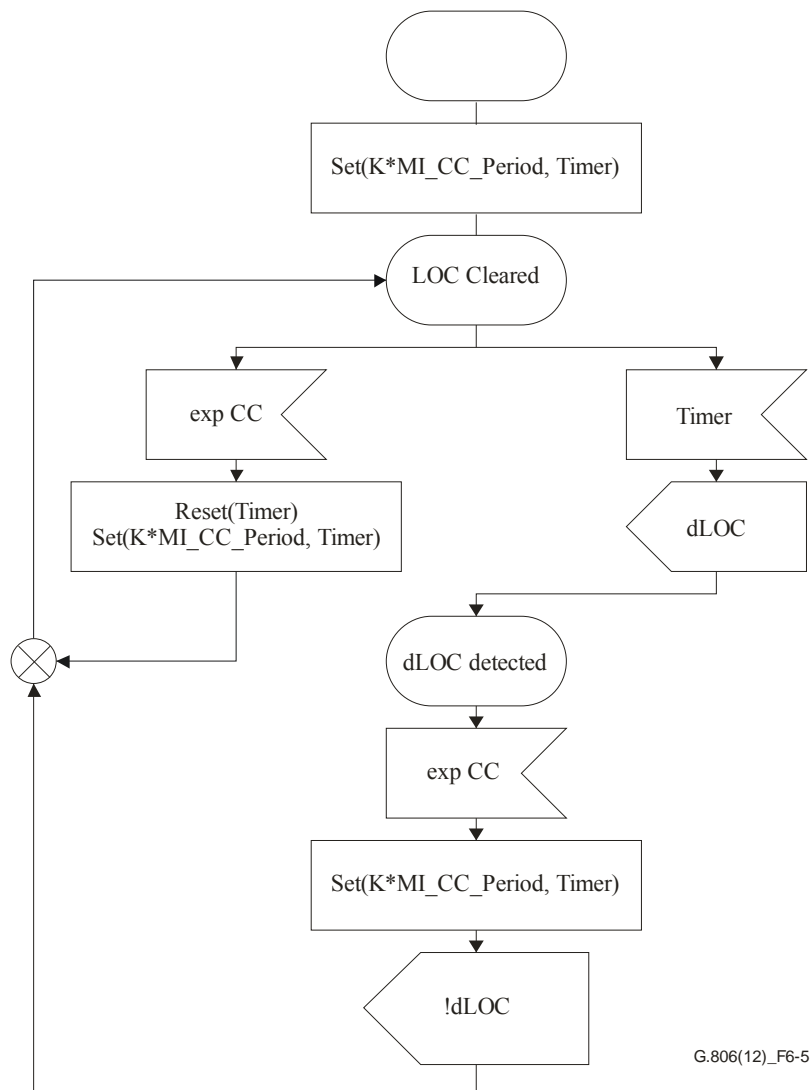 Set(K*MI_CC_Period, Timer)
LOC Cleared
exp CC
Timer
Reset(Timer)
Set(K*MI_CC_Period, Timer)
dLOC
dLOC detected
exp CC
Set(K*MI_CC_Period, Timer)
!dLOC
G.806(12)_F6-5